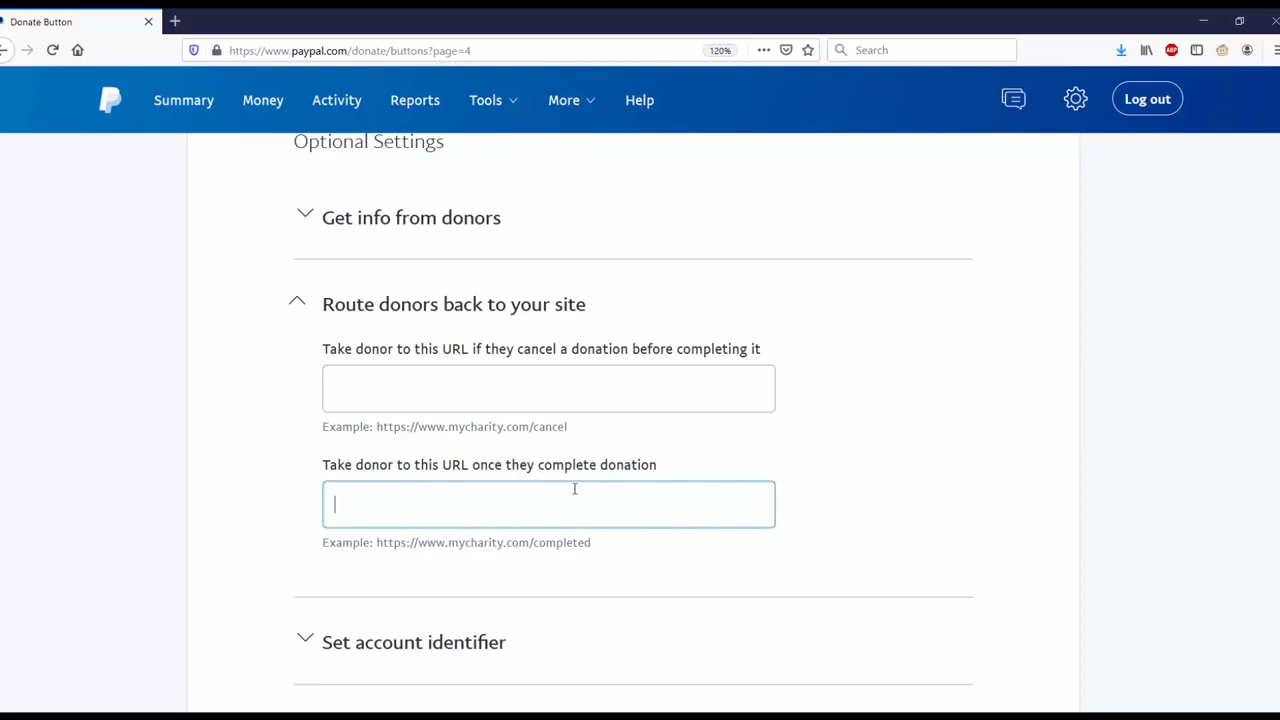 Donate Button
https://www.paypal.com/donate/buttons?page=4
120%
Search
ABP
Summary
Money
Activity
Reports
Tools
More
Help
Log out
Optional Settings
Get info from donors
Route donors back to your site
Take donor to this URL if they cancel a donation before completing it
Example: https://www.mycharity.com/cancel
Take donor to this URL once they complete donation
Example: https://www.mycharity.com/completed
Set account identifier